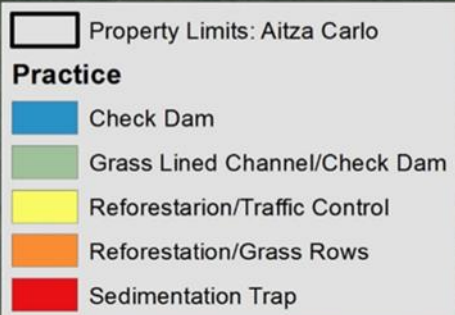 Property Limits: Aitza Carlo
Practice
Check Dam
Grass Lined Channel/Check Dam
Reforestarion/Traffic Control
Reforestation/Grass Rows
Sedimentation Trap